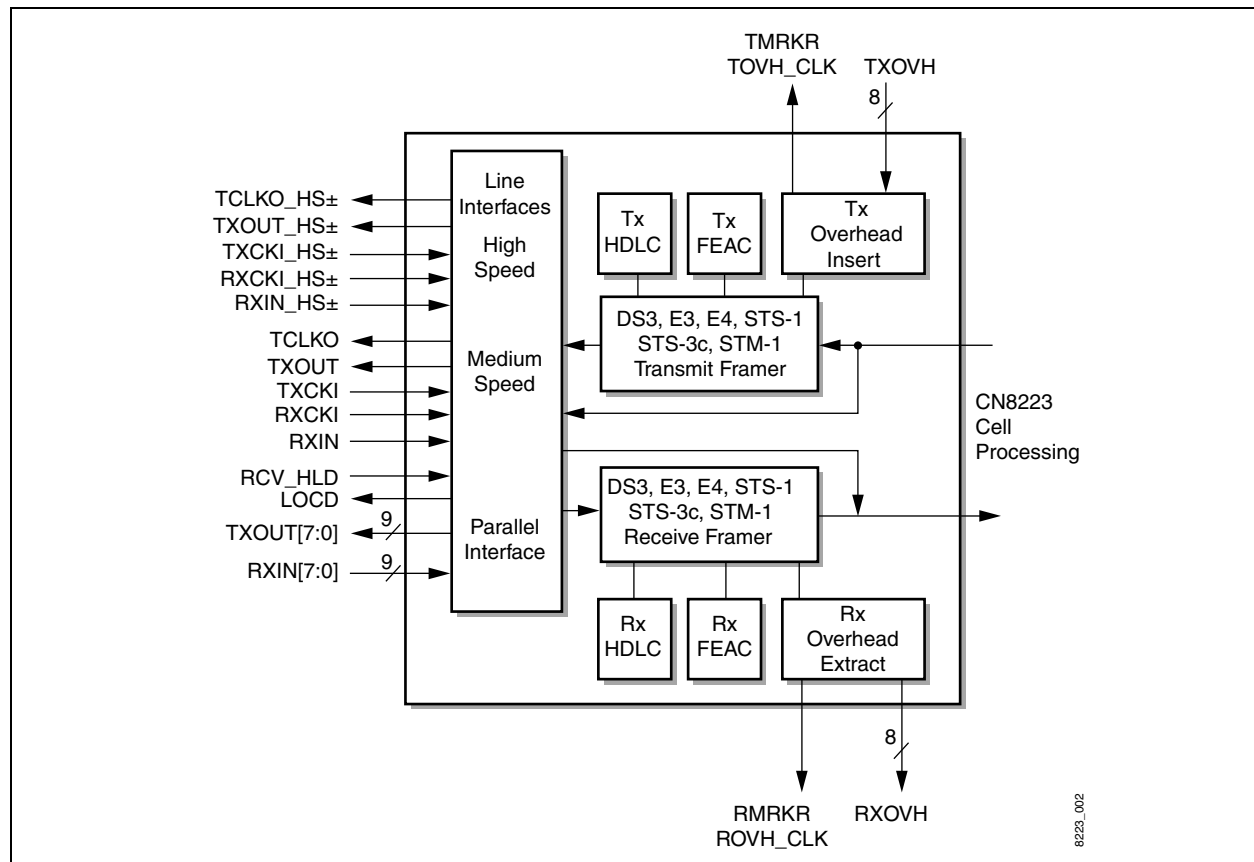 TMRKR
TOVH_CLK
TXOVH
8
TCLKO_HS±
TXOUT_HS±
TXCKI_HS±
RXCKI_HS±
RXIN_HS±
TCLKO
TXOUT
TXCKI
RXCKI
RXIN
RCV_HLD
LOCD
TXOUT[7:0]
9
RXIN[7:0]
9
Line
Interfaces
High
Speed
Medium
Speed
Parallel
Interface
Tx
HDLC
Tx
FEAC
Tx
Overhead
Insert
DS3, E3, E4, STS-1
STS-3c, STM-1
Transmit Framer
CN8223
Cell
Processing
DS3, E3, E4, STS-1
STS-3c, STM-1
Receive Framer
Rx
HDLC
Rx
FEAC
Rx
Overhead
Extract
8
RMRKR
ROVH_CLK
RXOVH
8223_002